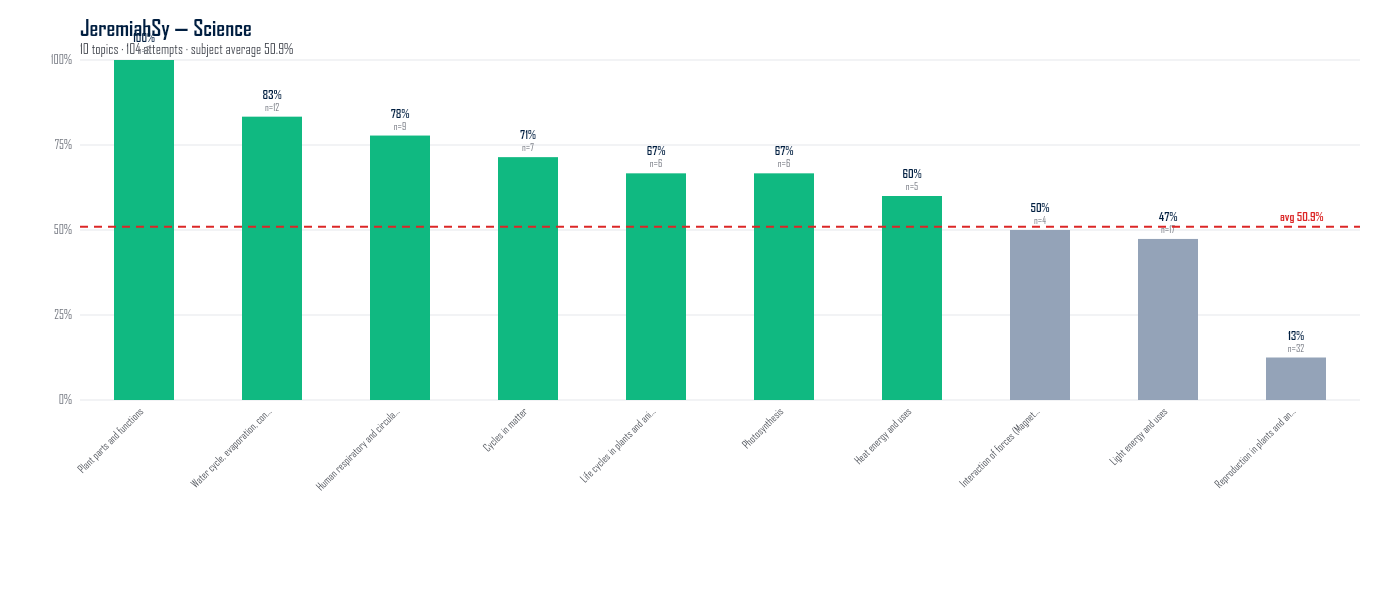 JeremiahSy — Science
10 topics · 104 attempts · subject average 50.9%
100%
100%
83%
n=12
78%
n=9
75%
71%
n=7
67%
n=6
67%
n=6
60%
n=5
50%
n=4
47%
n=17
avg 50.9%
50%
25%
13%
n=32
0%
Plant parts and functions
Water cycle, evaporation, con...
Human respiratory and circula...
Cycles in matter
Life cycles in plants and ani...
Photosynthesis
Heat energy and uses
Interaction of forces (Magnet...
Light energy and uses
Reproduction in plants and an...